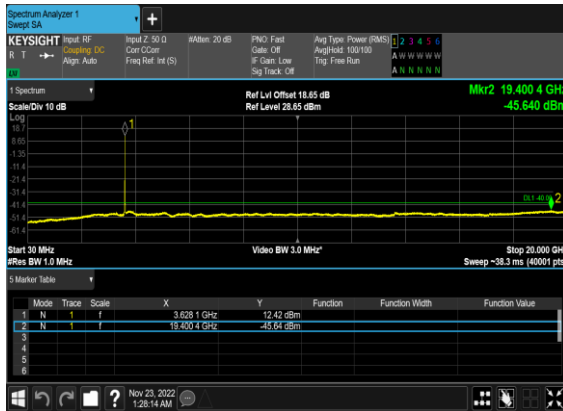 Spectrum Analyzer 1
Swept SA
+
KEYSIGHT Input: RF Input Z: 50 Ω #Atten: 20 dB PNO: Fast Avg Type: Power (RMS) 1 2 3 4 5 6
R T Coupling: DC Corr CCorr Gate: Off Avg|Hold: 100/100 A W W W W W
Align: Auto Freq Ref: Int (S) IF Gain: Low Trig: Free Run
LXI Sig Track: Off A N N N N N
1 Spectrum Ref Lvl Offset 18.65 dB Mkr2 19.400 4 GHz
Scale/Div 10 dB Ref Level 28.65 dBm -45.640 dBm
Log
18.7
8.65
-1.35
-11.4
-21.4
-31.4
-41.4
-51.4
-61.4
1
2
Start 30 MHz Video BW 3.0 MHz* Stop 20.000 GHz
#Res BW 1.0 MHz Sweep ~38.3 ms (40001 pts)
5 Marker Table
Mode Trace Scale X Y Function Function Width Function Value
1 N 1 f 3.628 1 GHz 12.42 dBm
2 N 1 f 19.400 4 GHz -45.64 dBm
3
4
5
6
? Nov 23, 2022
1:28:14 AM